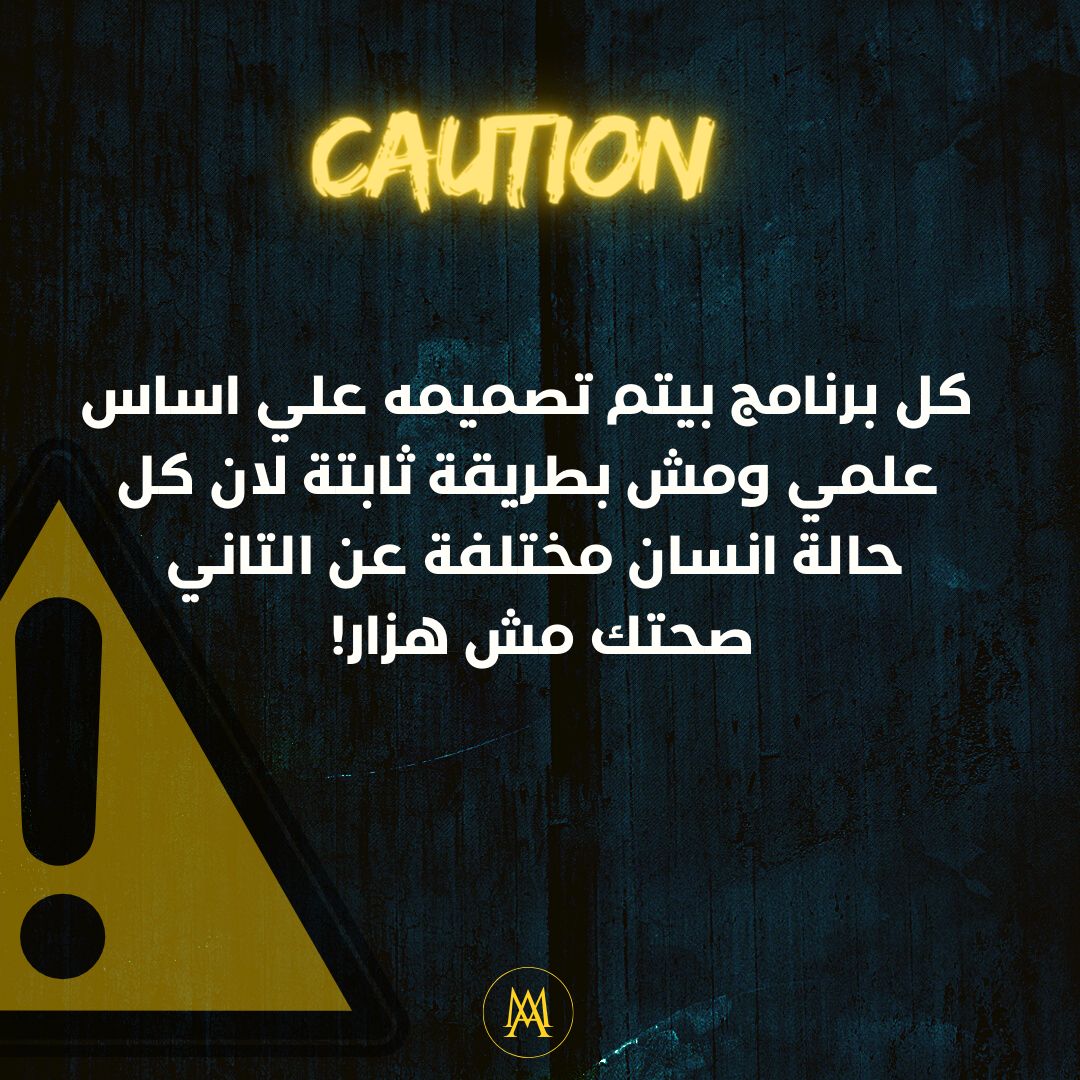 CAUTION
كل برنامج بيتم تصميمه علي اساس
علمي ومش بطريقة ثابتة لان كل
حالة انسان مختلفة عن التاني
صحتك مش هزار!